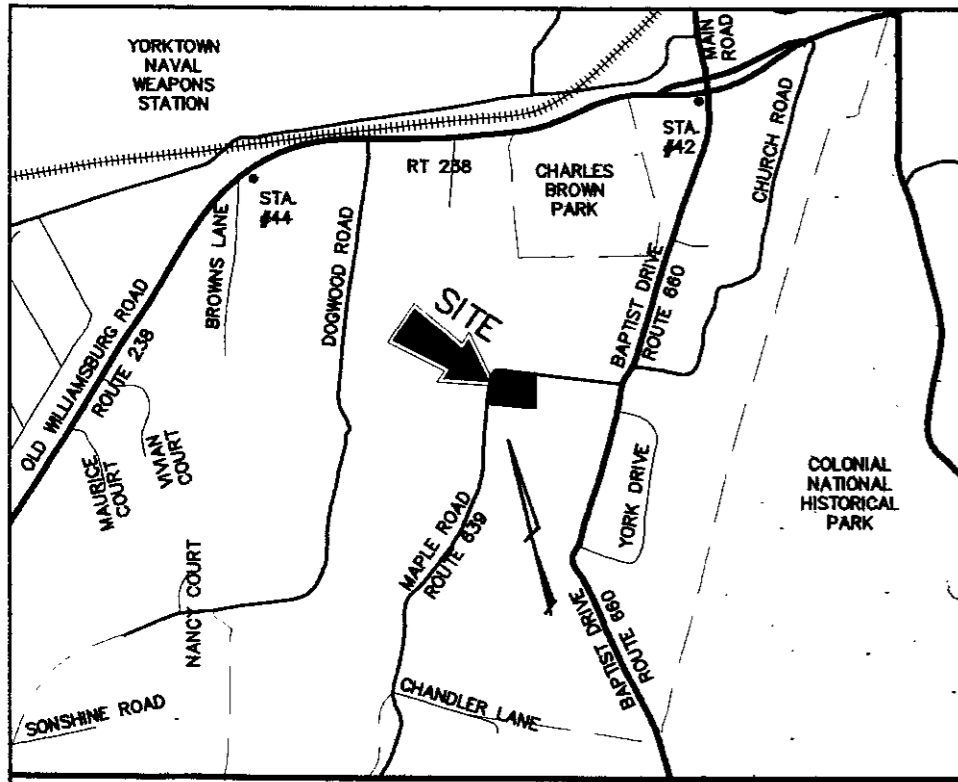 YORKTOWN
NAVAL
WEAPONS
STATION
MAIN
ROAD
STA.
#42
CHURCH ROAD
RT 238
CHARLES
BROWN
PARK
STA.
#44
BROWNS LANE
DOGWOOD ROAD
SITE
BAPTIST DRIVE
ROUTE 660
OLD WILLIAMSBURG ROAD
ROUTE 238
MAURICE
COURT
VIVIAN
COURT
YORK DRIVE
COLONIAL
NATIONAL
HISTORICAL
PARK
MAPLE ROAD
ROUTE 639
NANCY COURT
BAPTIST DRIVE
ROUTE 660
SONSHINE ROAD
CHANDLER LANE